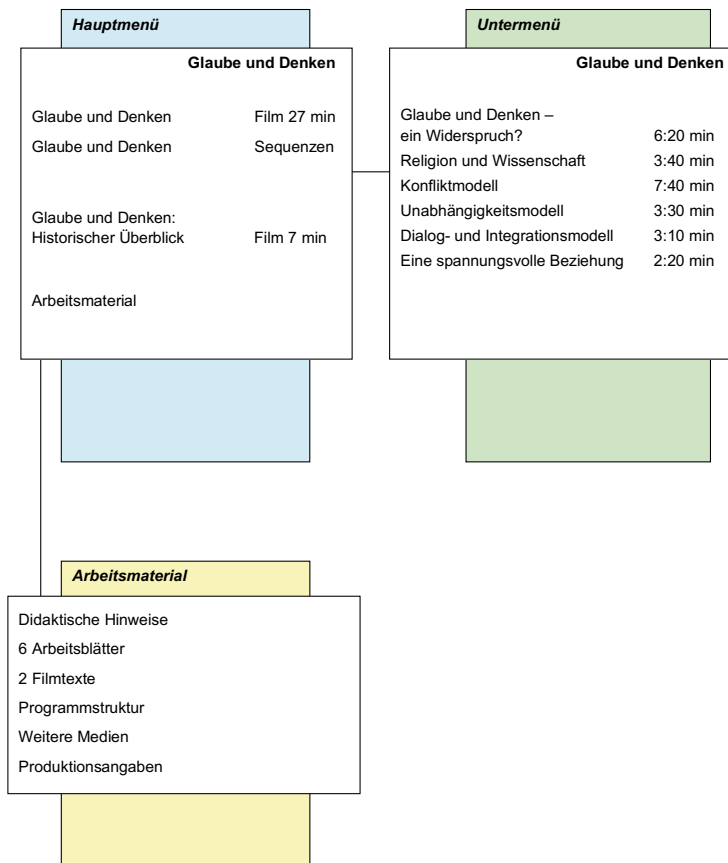 Hauptmenü
Glaube und Denken
Glaube und Denken Film 27 min
Glaube und Denken Sequenzen
Glaube und Denken:
Historischer Überblick Film 7 min
Arbeitsmaterial
Untermenü
Glaube und Denken
Glaube und Denken –
ein Widerspruch? 6:20 min
Religion und Wissenschaft 3:40 min
Konfliktmodell 7:40 min
Unabhängigkeitsmodell 3:30 min
Dialog- und Integrationsmodell 3:10 min
Eine spannungsvolle Beziehung 2:20 min
Arbeitsmaterial
Didaktische Hinweise
6 Arbeitsblätter
2 Filmtexte
Programmstruktur
Weitere Medien
Produktionsangaben